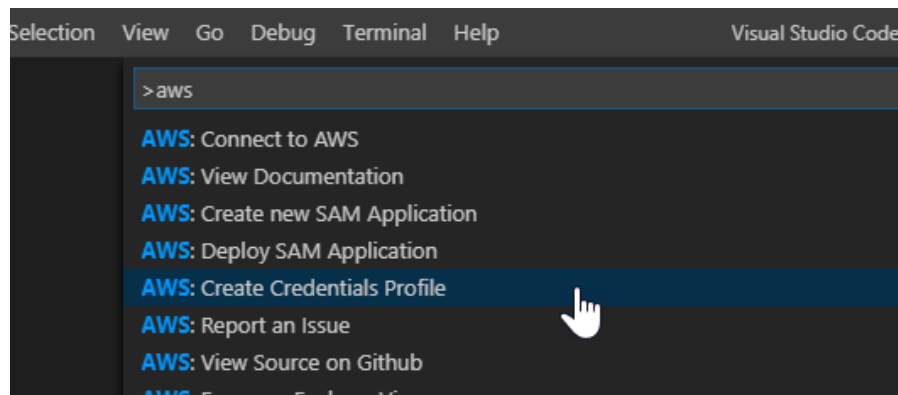 Selection View Go Debug Terminal Help Visual Studio Code
>aws
AWS: Connect to AWS
AWS: View Documentation
AWS: Create new SAM Application
AWS: Deploy SAM Application
AWS: Create Credentials Profile
AWS: Report an Issue
AWS: View Source on Github